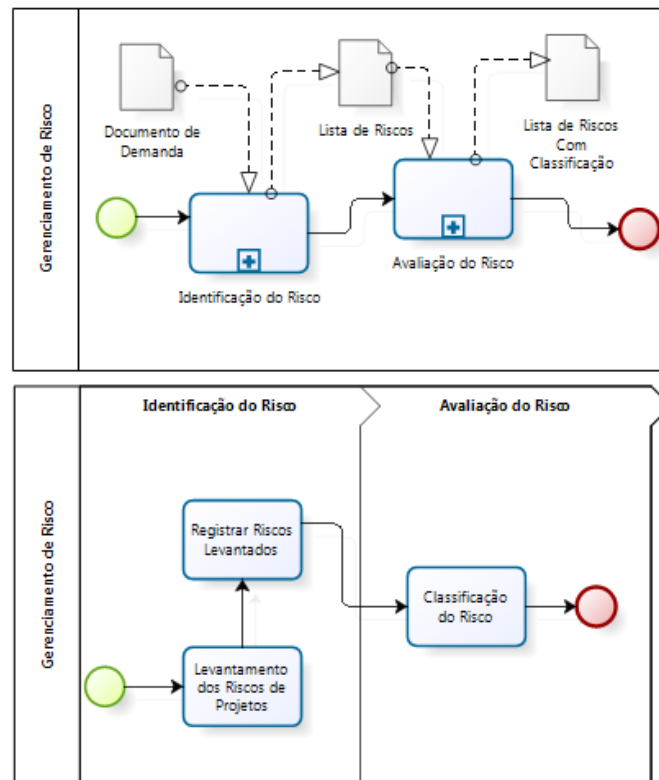 Gerenciamento de Risco
Documento de
Demanda
Lista de Riscos
Lista de Riscos
Com
Classificação
Identificação do Risco
Avaliação do Risco
Gerenciamento de Risco
Identificação do Risco
Avaliação do Risco
Registrar Riscos
Levantados
Classificação
do Risco
Levantamento
dos Riscos de
Projetos